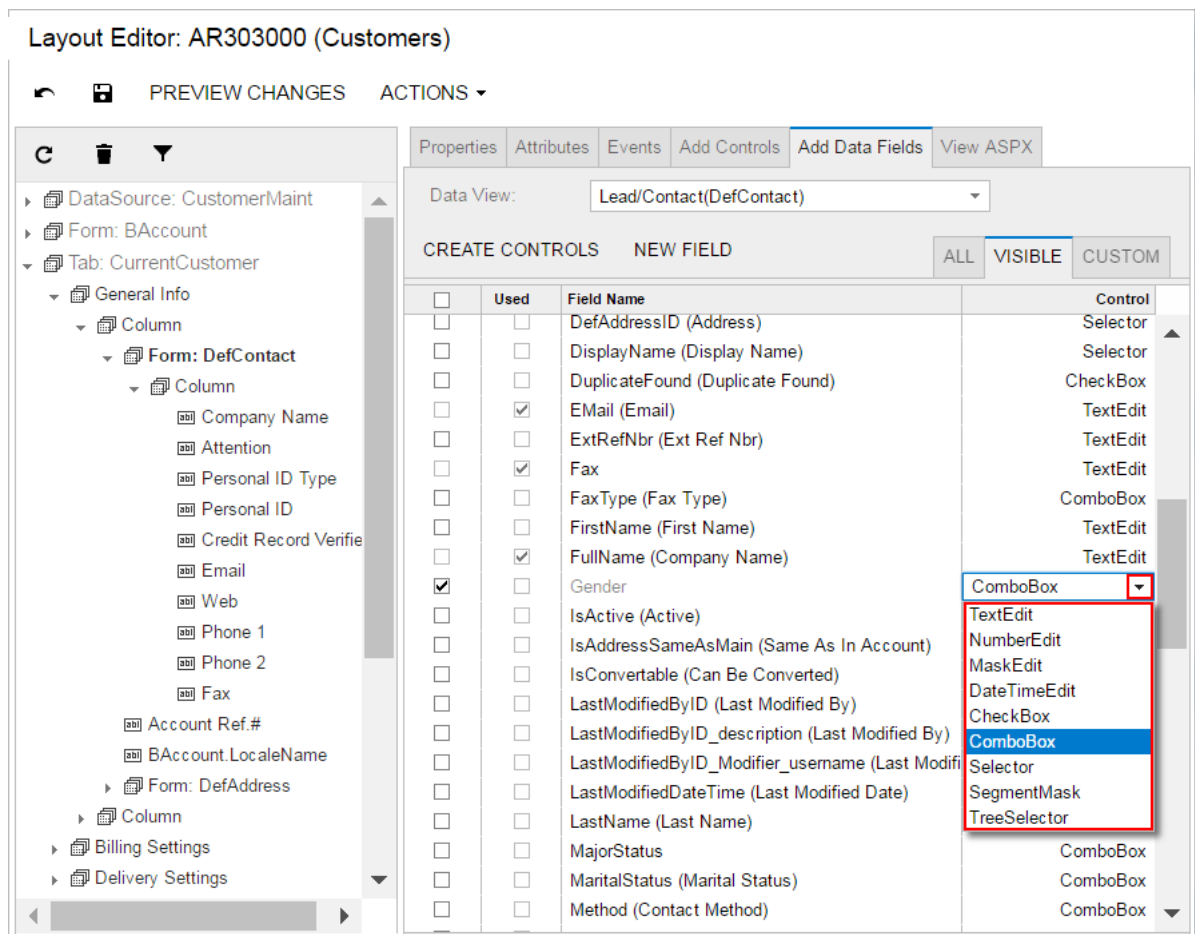 Layout Editor: AR303000 (Customers)
PREVIEW CHANGES ACTIONS
Properties Attributes Events Add Controls Add Data Fields View ASPX
Data View: Lead/Contact(DefContact)
CREATE CONTROLS NEW FIELD ALL VISIBLE CUSTOM
DataSource: CustomerMaint
Form: BAccount
Tab: CurrentCustomer
General Info
Column
Form: DefContact
Column
Company Name
Attention
Personal ID Type
Personal ID
Credit Record Verifie
Email
Web
Phone 1
Phone 2
Fax
Account Ref.#
BAccount.LocaleName
Form: DefAddress
Column
Billing Settings
Delivery Settings
Used Field Name Control
DefAddressID (Address) Selector
DisplayName (Display Name) Selector
DuplicateFound (Duplicate Found) CheckBox
EMail (Email) TextEdit
ExtRefNbr (Ext Ref Nbr) TextEdit
Fax TextEdit
FaxType (Fax Type) ComboBox
FirstName (First Name) TextEdit
FullName (Company Name) TextEdit
Gender ComboBox
IsActive (Active)
IsAddressSameAsMain (Same As In Account)
IsConvertable (Can Be Converted)
LastModifiedByID (Last Modified By)
LastModifiedByID_description (Last Modified By)
LastModifiedByID_Modifier_username (Last Modifi
LastModifiedDateTime (Last Modified Date)
LastName (Last Name)
TextEdit
NumberEdit
MaskEdit
DateTimeEdit
CheckBox
ComboBox
Selector
SegmentMask
TreeSelector
MajorStatus ComboBox
MaritalStatus (Marital Status) ComboBox
Method (Contact Method) ComboBox